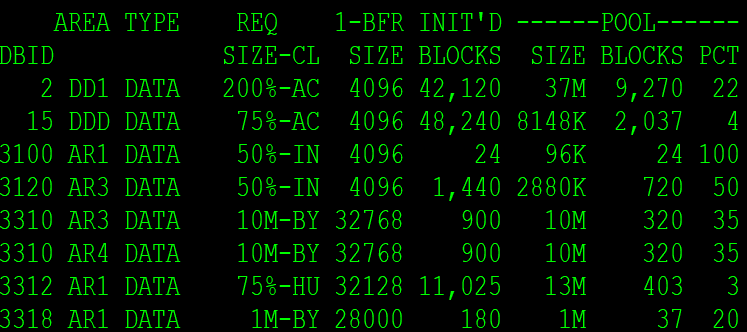 AREA TYPE REQ 1-BFR INIT'D ------POOL------
DBID SIZE-CL SIZE BLOCKS SIZE BLOCKS PCT
2 DD1 DATA 200%-AC 4096 42,120 37M 9,270 22
15 DDD DATA 75%-AC 4096 48,240 8148K 2,037 4
3100 AR1 DATA 50%-IN 4096 24 96K 24 100
3120 AR3 DATA 50%-IN 4096 1,440 2880K 720 50
3310 AR3 DATA 10M-BY 32768 900 10M 320 35
3310 AR4 DATA 10M-BY 32768 900 10M 320 35
3312 AR1 DATA 75%-HU 32128 11,025 13M 403 3
3318 AR1 DATA 1M-BY 28000 180 1M 37 20